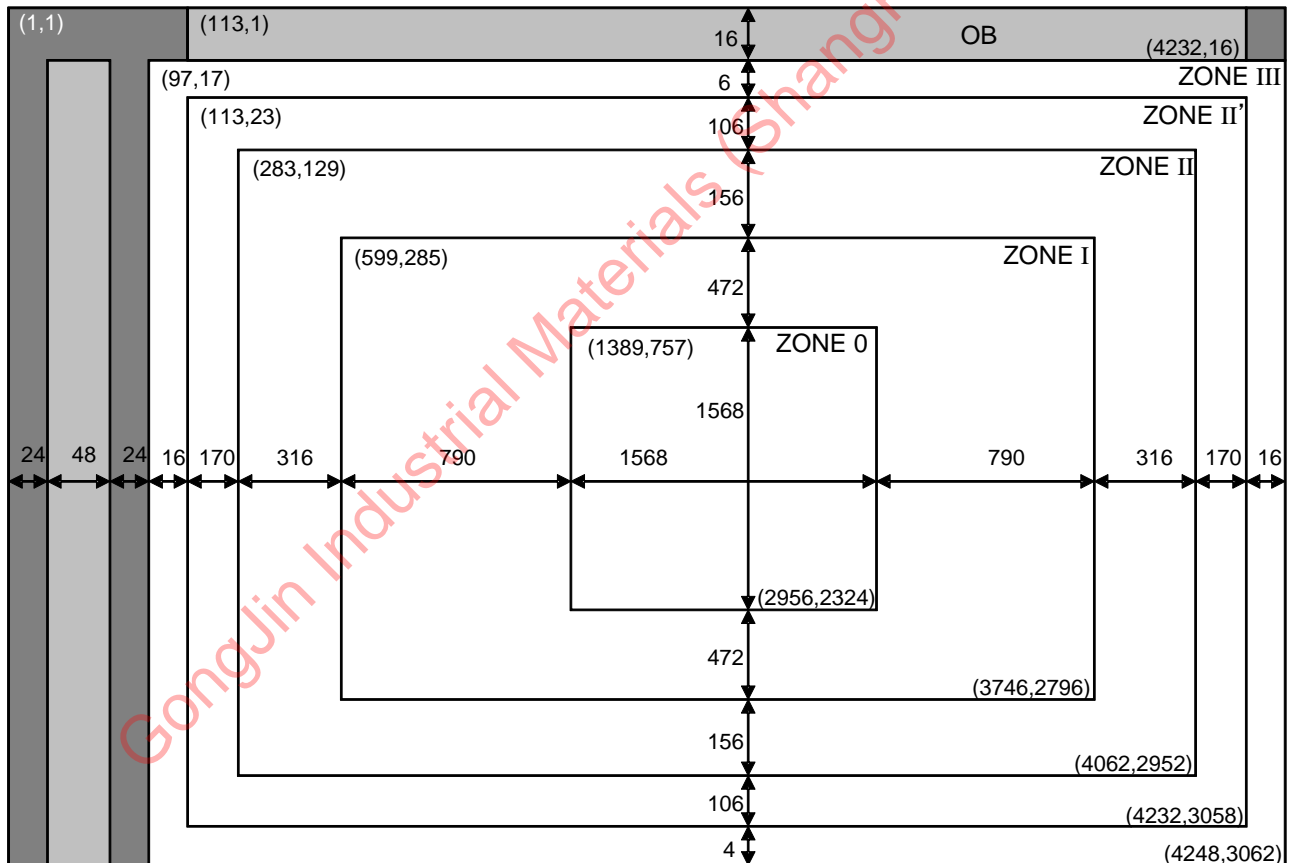 (1,1)
(113,1)
16
OB
(4232,16)
(97,17)
6
ZONE III
(113,23)
106
ZONE II'
(283,129)
156
ZONE II
(599,285)
472
ZONE I
(1389,757)
ZONE 0
1568
24 48 24 16 170 316 790 1568 790 316 170 16
(2956,2324)
472
(3746,2796)
156
(4062,2952)
106
(4232,3058)
4
(4248,3062)
GongJin Industrial Materials (Shang